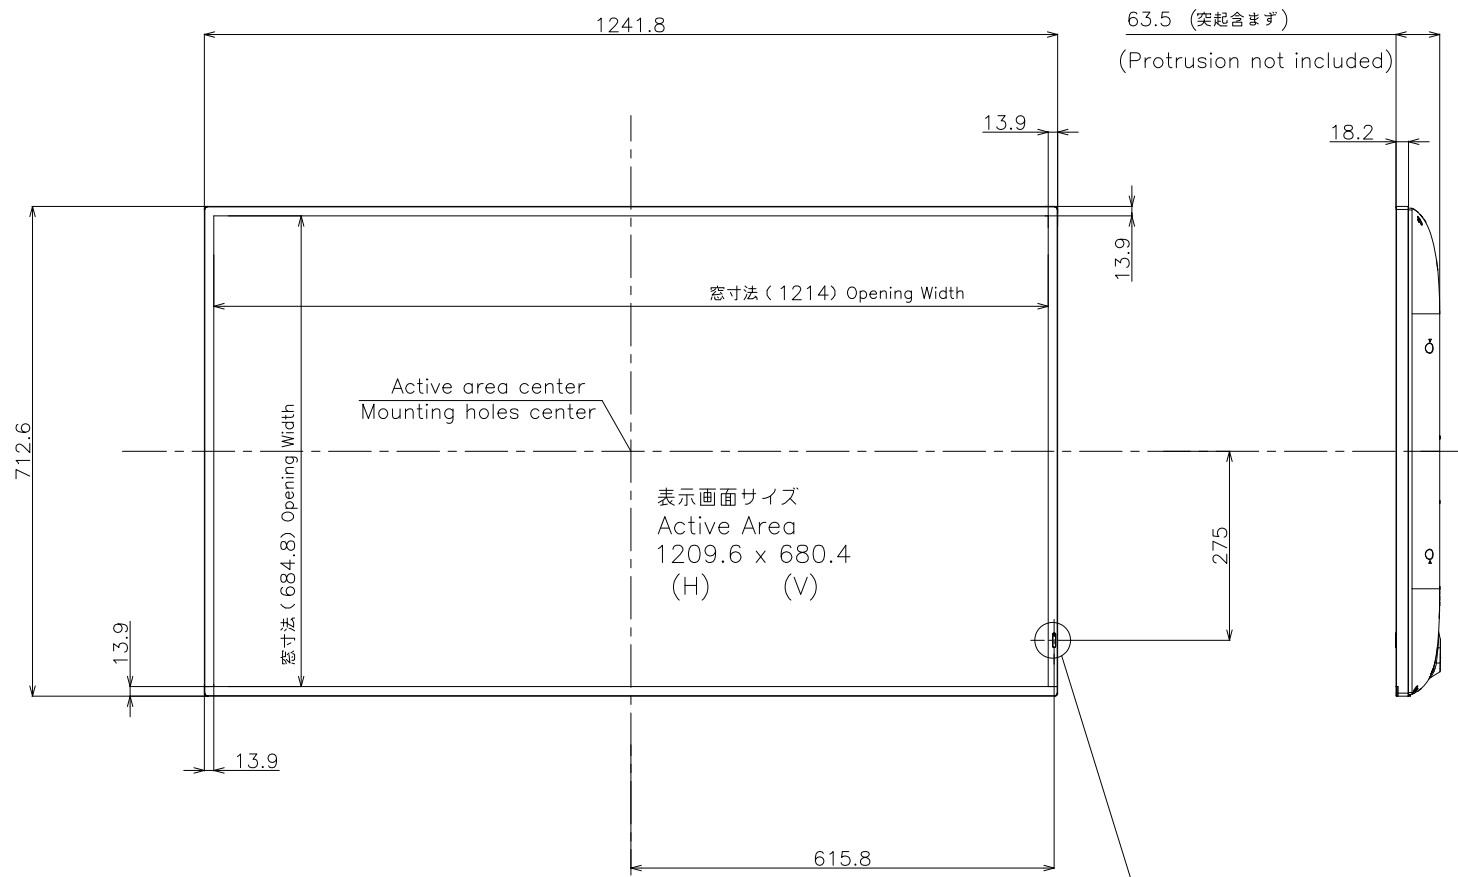 1241.8
63.5 (突起含まず)
(Protrusion not included)
13.9
18.2
13.9
窓寸法 (1214) Opening Width
Active area center
Mounting holes center
712.6
窓寸法 (684.8) Opening Width
表示画面サイズ
Active Area
1209.6 x 680.4
(H) (V)
275
13.9
13.9
615.8